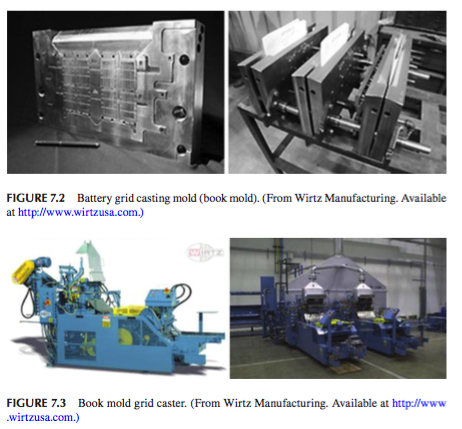 FIGURE 7.2 Battery grid casting mold (book mold). (From Wirtz Manufacturing. Available
at http://www.wirtzusa.com.)
WIRTZ
FIGURE 7.3 Book mold grid caster. (From Wirtz Manufacturing. Available at http://www
.wirtzusa.com.)